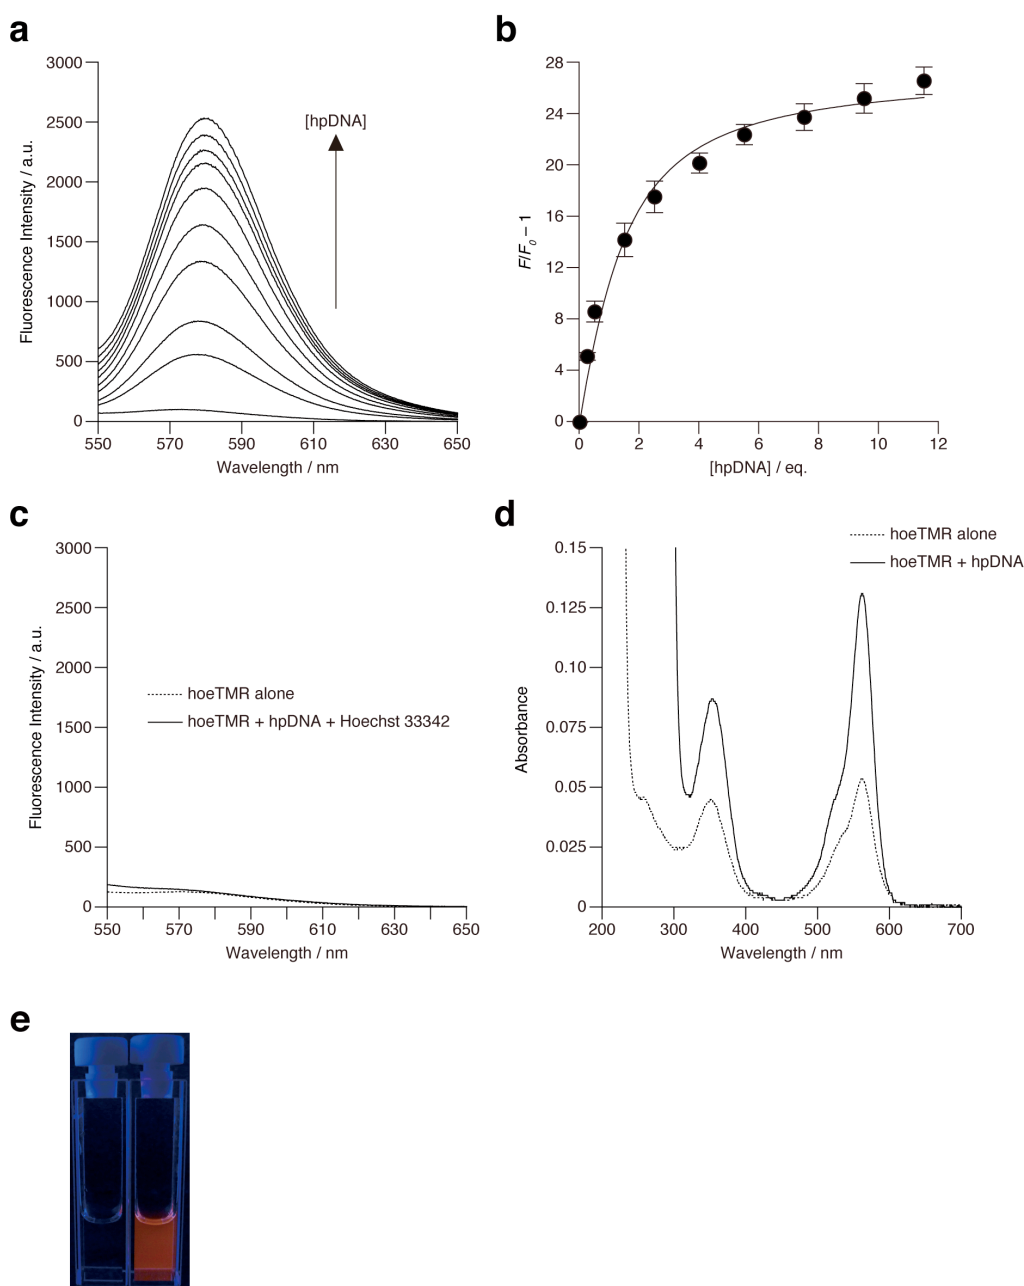 a
3000
2500
2000
1500
1000
500
0
Fluorescence Intensity / a.u.
[hpDNA]
550 570 590 610 630 650
Wavelength / nm
b
28
24
20
16
12
8
4
0
F/F0 – 1
0 2 4 6 8 10 12
[hpDNA] / eq.
c
3000
2500
2000
1500
1000
500
0
Fluorescence Intensity / a.u.
hoeTMR alone
hoeTMR + hpDNA + Hoechst 33342
550 570 590 610 630 650
Wavelength / nm
d
hoeTMR alone
hoeTMR + hpDNA
0.15
0.125
0.10
0.075
0.05
0.025
0
Absorbance
200 300 400 500 600 700
Wavelength / nm
e